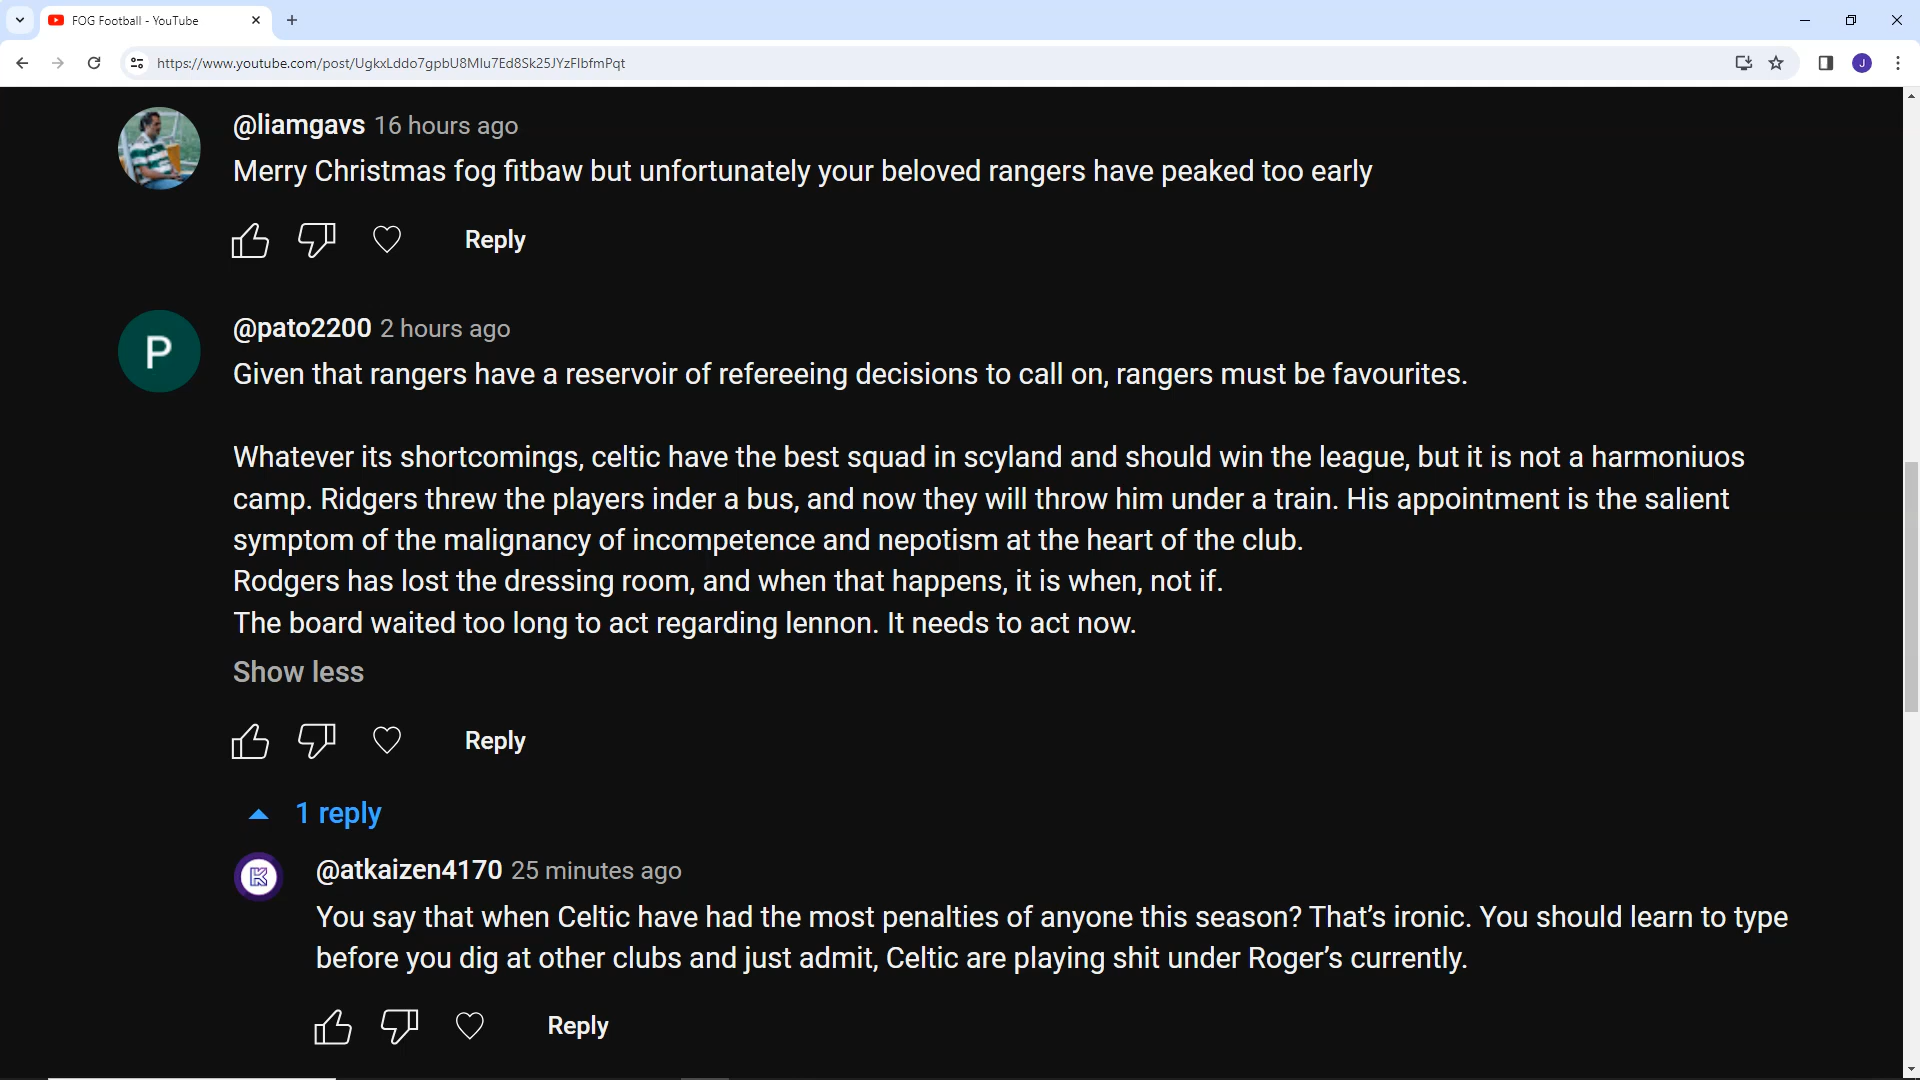 FOG Football - YouTube
https://www.youtube.com/post/UgkxLddo7gpbU8Mlu7Ed8Sk25JYzFlbfmPqt
J
@liamgavs 16 hours ago
Merry Christmas fog fitbaw but unfortunately your beloved rangers have peaked too early
Reply
P
@pato2200 2 hours ago
Given that rangers have a reservoir of refereeing decisions to call on, rangers must be favourites.
Whatever its shortcomings, celtic have the best squad in scyland and should win the league, but it is not a harmoniuos
camp. Ridgers threw the players inder a bus, and now they will throw him under a train. His appointment is the salient
symptom of the malignancy of incompetence and nepotism at the heart of the club.
Rodgers has lost the dressing room, and when that happens, it is when, not if.
The board waited too long to act regarding lennon. It needs to act now.
Show less
Reply
1 reply
K
@atkaizen4170 25 minutes ago
You say that when Celtic have had the most penalties of anyone this season? That’s ironic. You should learn to type
before you dig at other clubs and just admit, Celtic are playing shit under Roger’s currently.
Reply